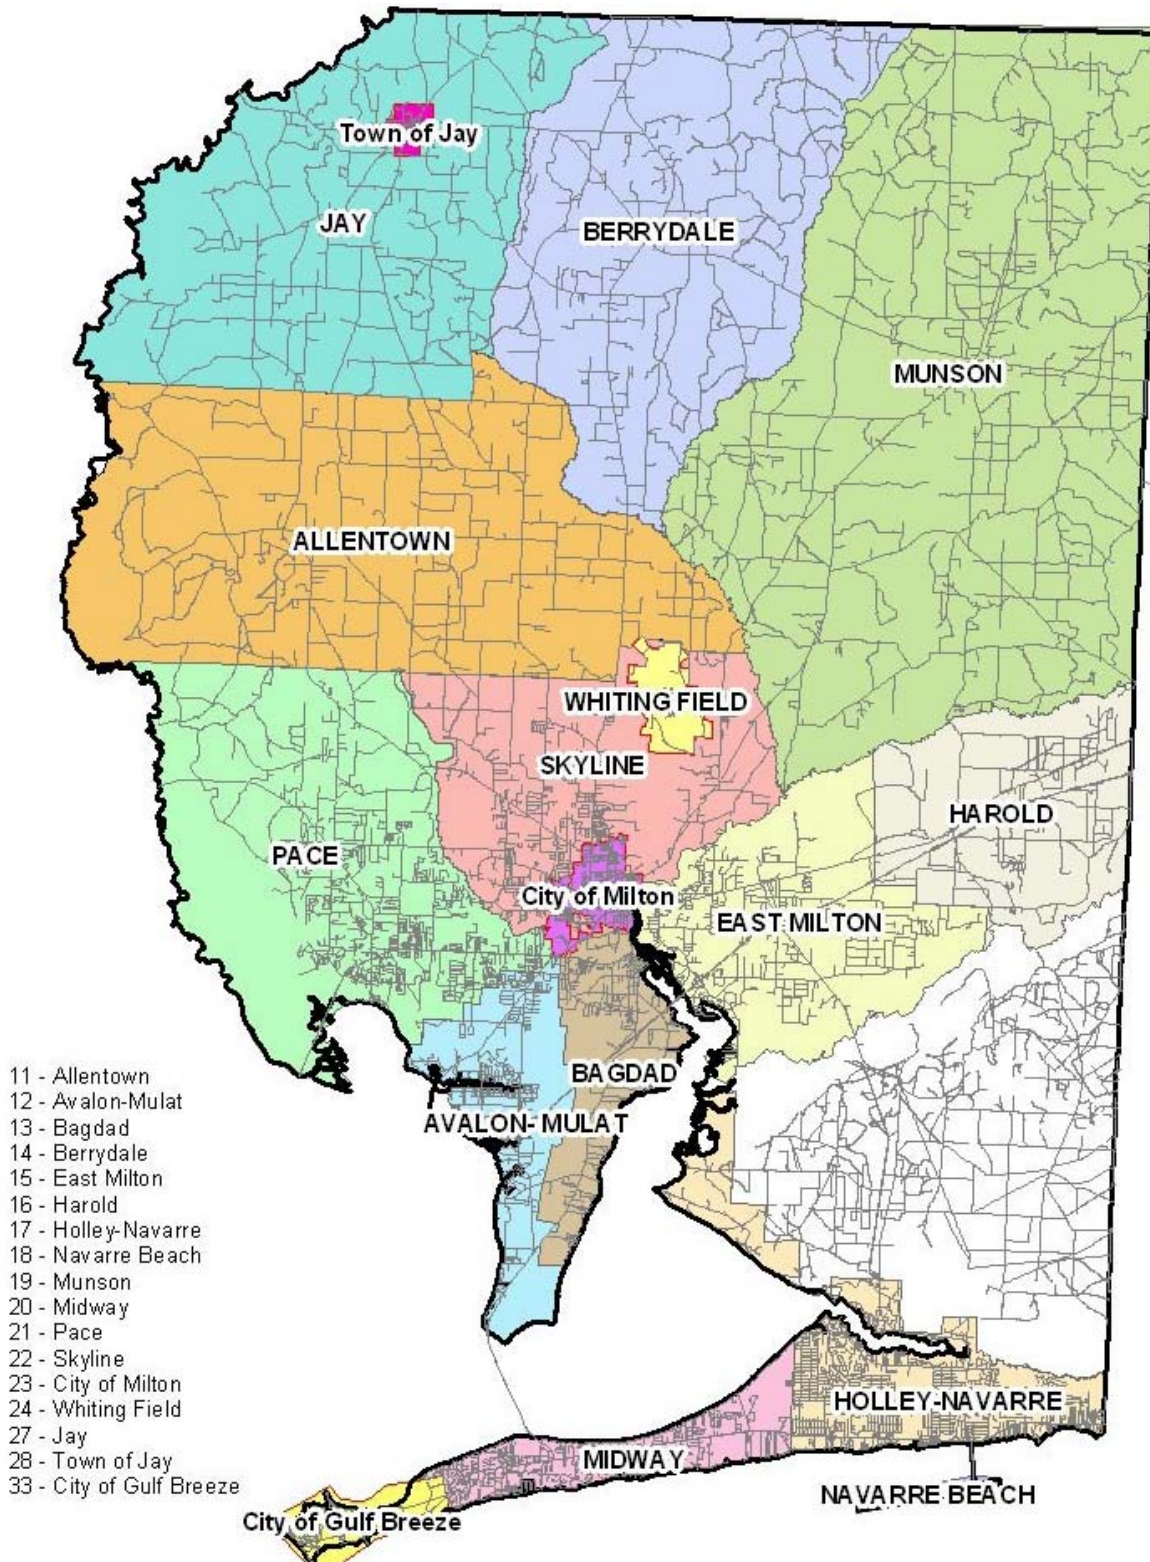 Town of Jay
JAY
BERRYDALE
MUNSON
ALLENTOWN
WHITING FIELD
SKYLINE
HAROLD
PACE
City of Milton
EAST MILTON
BAGDAD
AVALON- MULAT
11 - Allentown
12 - Avalon-Mulat
13 - Bagdad
14 - Berrydale
15 - East Milton
16 - Harold
17 - Holley-Navarre
18 - Navarre Beach
19 - Munson
20 - Midway
21 - Pace
22 - Skyline
23 - City of Milton
24 - Whiting Field
27 - Jay
28 - Town of Jay
33 - City of Gulf Breeze
HOLLEY-NAVARRE
MIDWAY
NAVARRE BEACH
City of Gulf Breeze